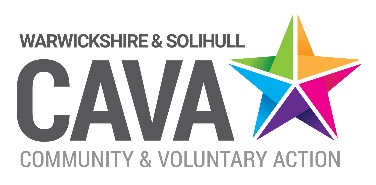 WARWICKSHIRE & SOLIHULL
CAVA
COMMUNITY & VOLUNTARY ACTION